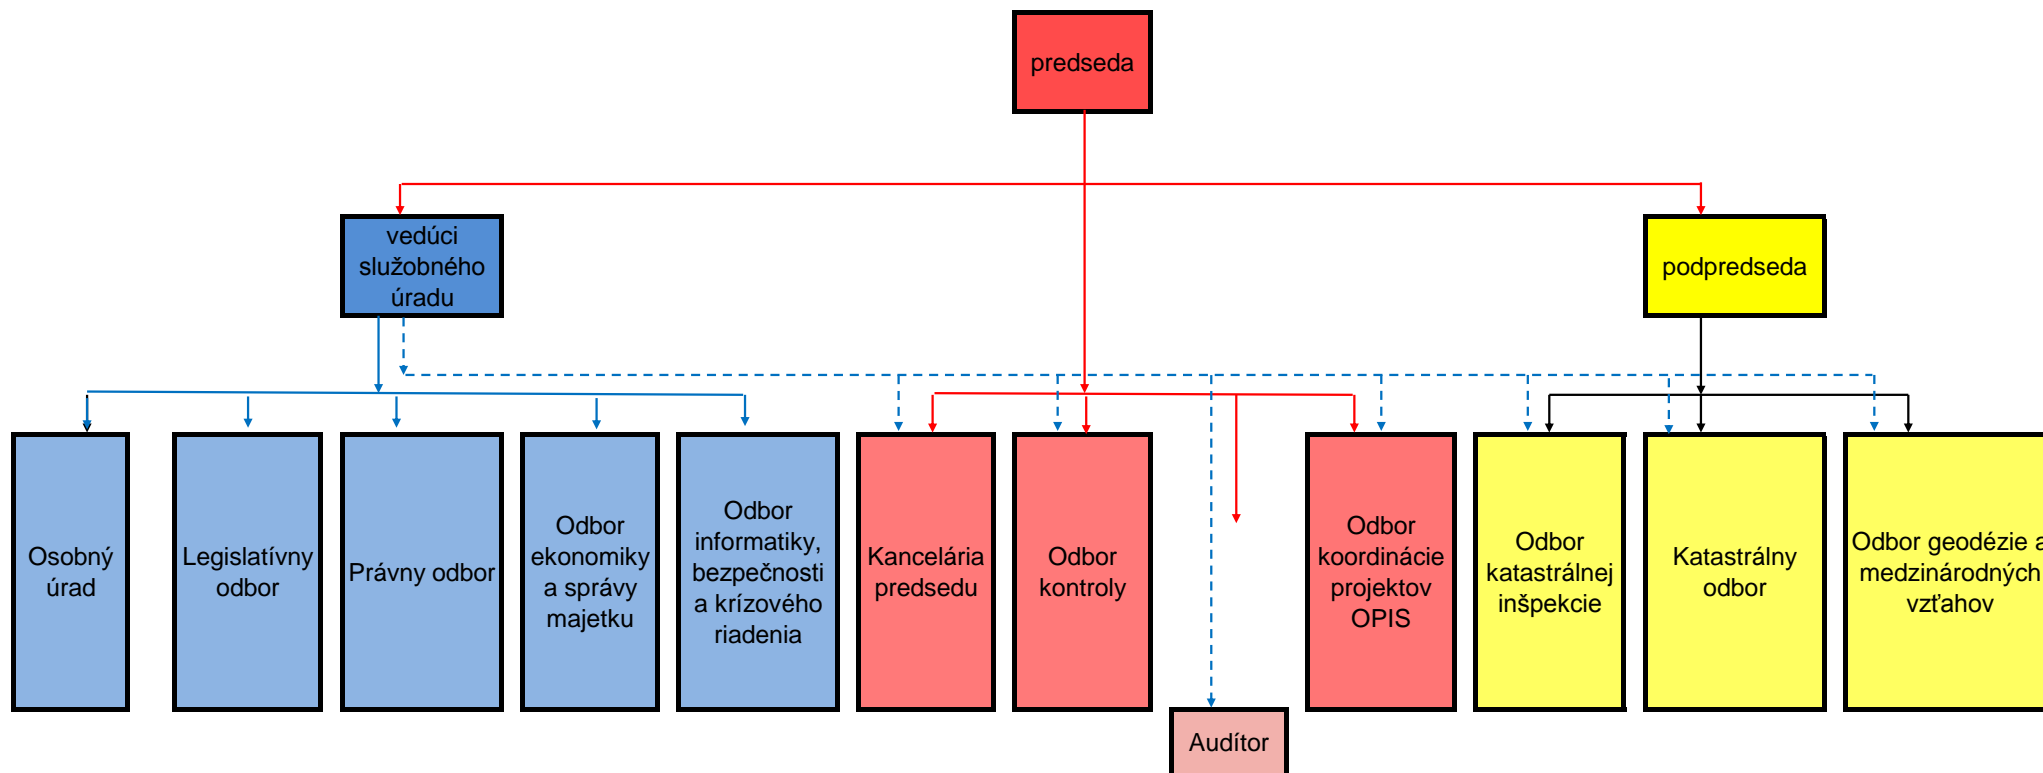 predseda
vedúci
služobného
úradu
podpredseda
Osobný
úrad
Legislatívny
odbor
Právny odbor
Odbor
ekonomiky
a správy
majetku
Odbor
informatiky,
bezpečnosti
a krízového
riadenia
Kancelária
predsedu
Odbor
kontroly
Audítor
Odbor
koordinácie
projektov
OPIS
Odbor
katastrálnej
inšpekcie
Katastrálny
odbor
Odbor geodézie a
medzinárodných
vzťahov